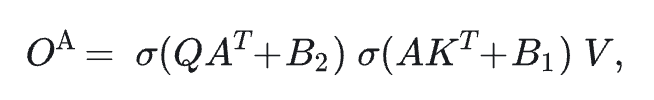 O^A = σ(QA^T+B_2) σ(AK^T+B_1) V,